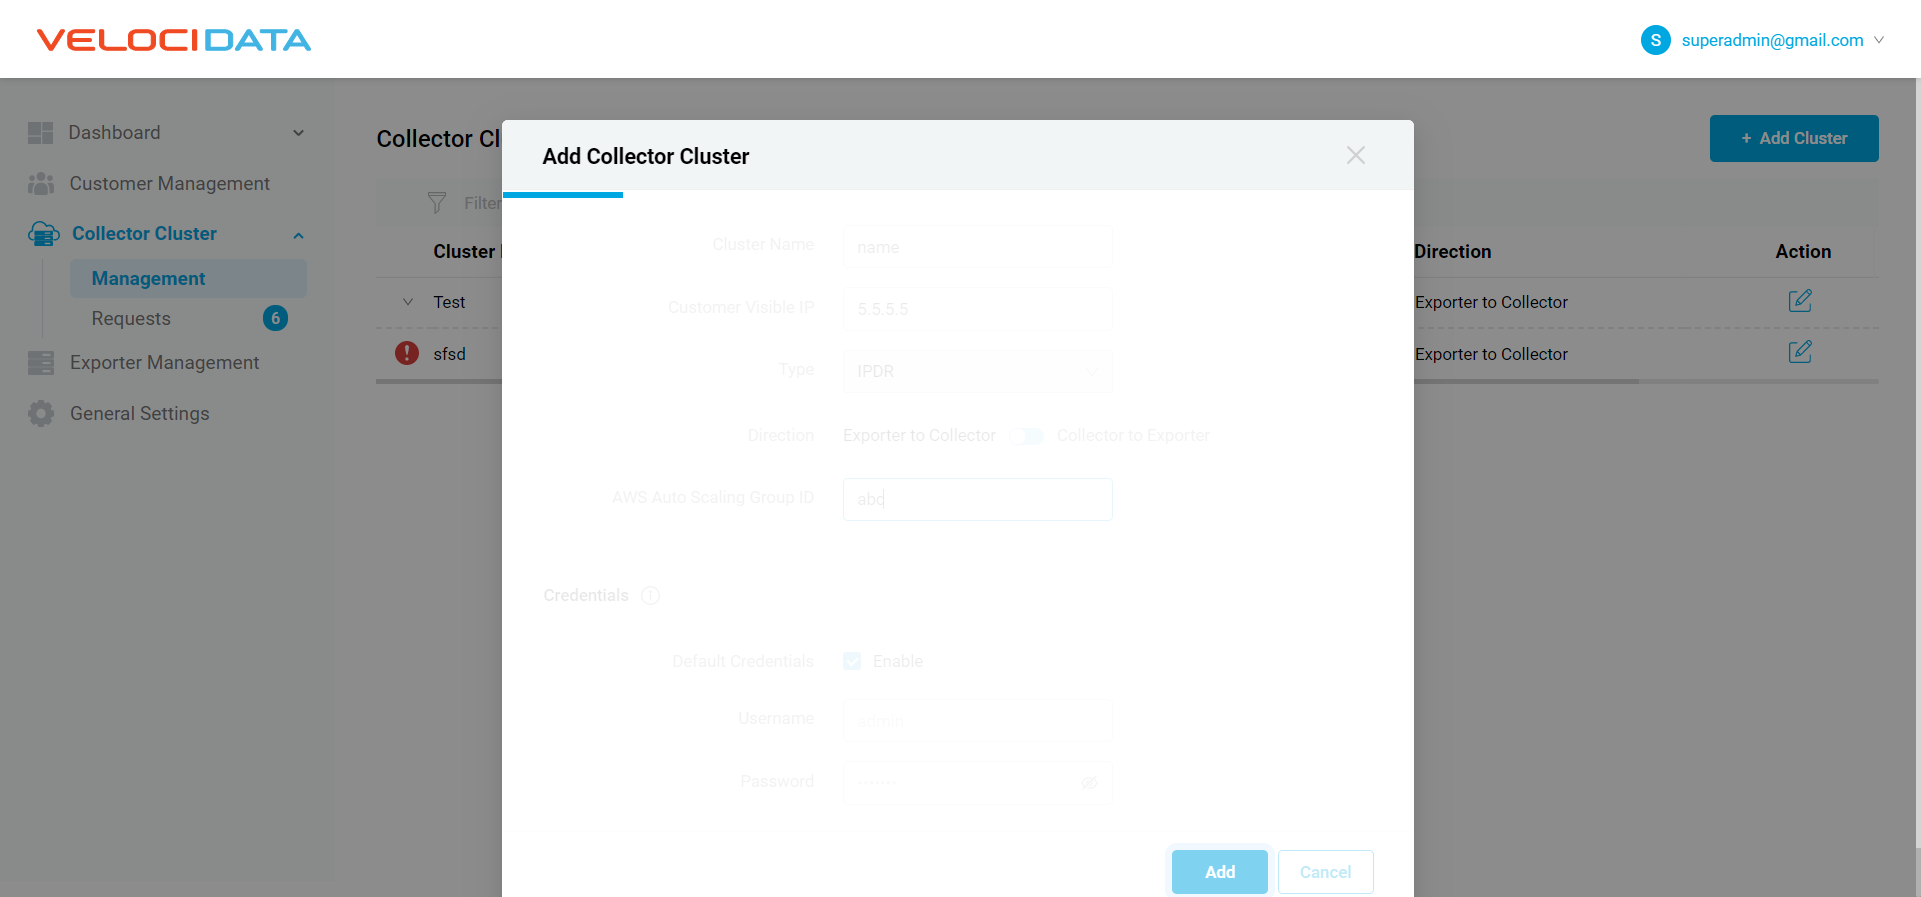 VELOCIDATA
S superadmin@gmail.com
Dashboard
Customer Management
Collector Cluster
Management
Requests 6
Exporter Management
General Settings
Collector Cl
+ Add Cluster
Filter
Cluster
Direction
Action
Test
Exporter to Collector
sfsd
Exporter to Collector
Add Collector Cluster
Cluster Name name
Customer Visible IP 5.5.5.5
Type IPDR
Direction Exporter to Collector Collector to Exporter
AWS Auto Scaling Group ID abc
Credentials
Default Credentials Enable
Username admin
Password
Add
Cancel